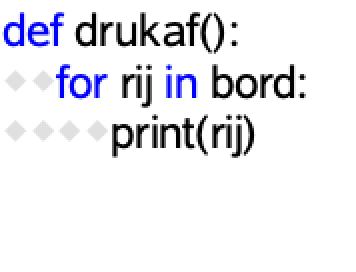 def drukaf():
  for rij in bord:
    print(rij)